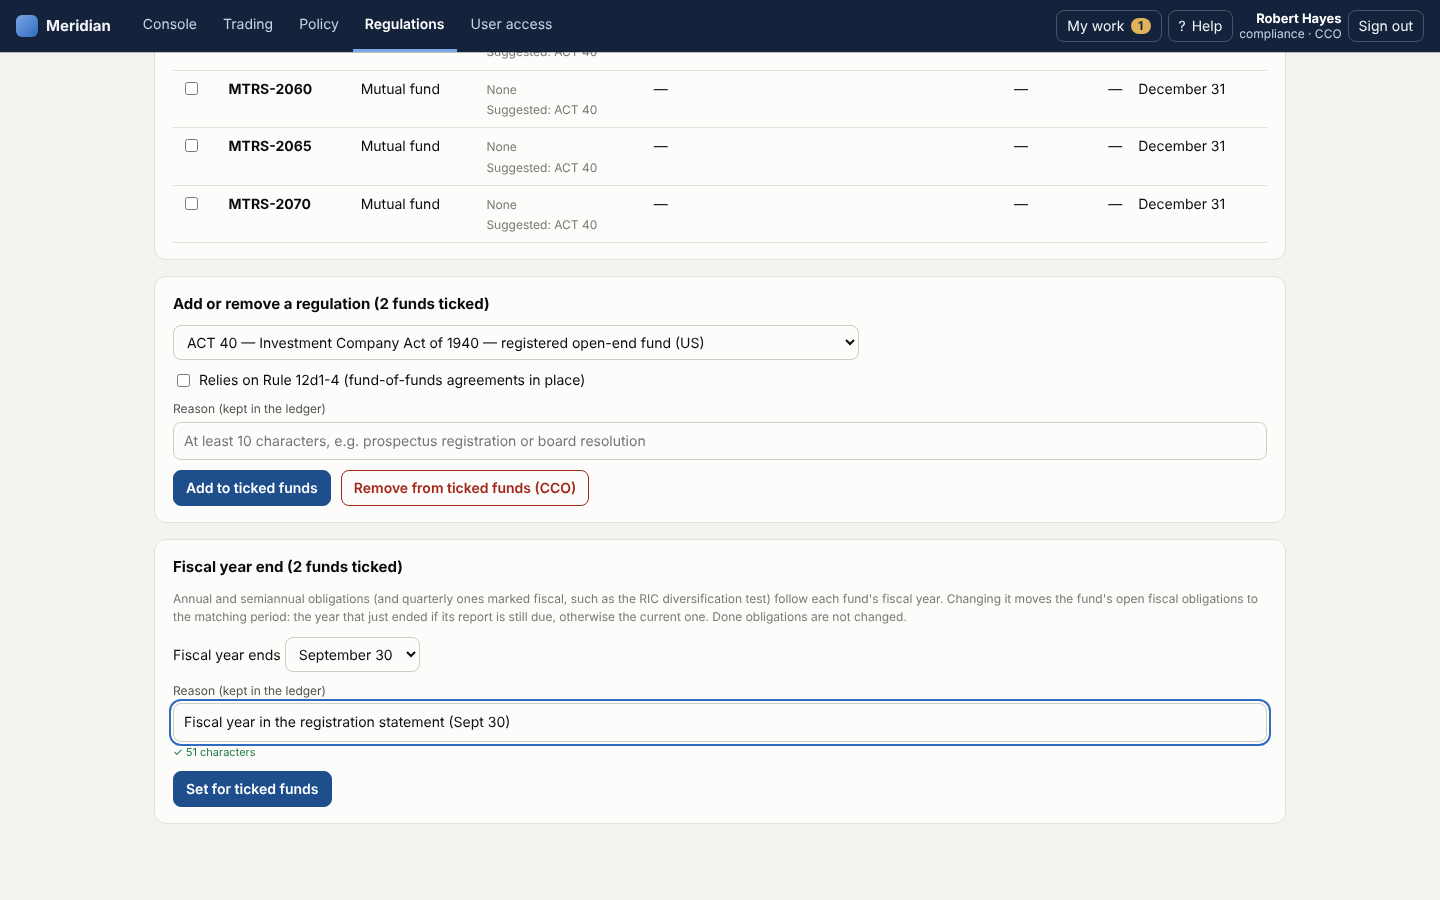 Meridian Console Trading Policy Regulations User access My work 1 ? Help Robert Hayes Sign out
compliance · CCO
Suggested: ACT 40
MTRS-2060 Mutual fund None — — — December 31
Suggested: ACT 40
MTRS-2065 Mutual fund None — — — December 31
Suggested: ACT 40
MTRS-2070 Mutual fund None — — — December 31
Suggested: ACT 40
Add or remove a regulation (2 funds ticked)
ACT 40 — Investment Company Act of 1940 — registered open-end fund (US)
Relies on Rule 12d1-4 (fund-of-funds agreements in place)
Reason (kept in the ledger)
At least 10 characters, e.g. prospectus registration or board resolution
Add to ticked funds Remove from ticked funds (CCO)
Fiscal year end (2 funds ticked)
Annual and semiannual obligations (and quarterly ones marked fiscal, such as the RIC diversification test) follow each fund's fiscal year. Changing it moves the fund's open fiscal obligations to
the matching period: the year that just ended if its report is still due, otherwise the current one. Done obligations are not changed.
Fiscal year ends September 30
Reason (kept in the ledger)
Fiscal year in the registration statement (Sept 30)
✓ 51 characters
Set for ticked funds